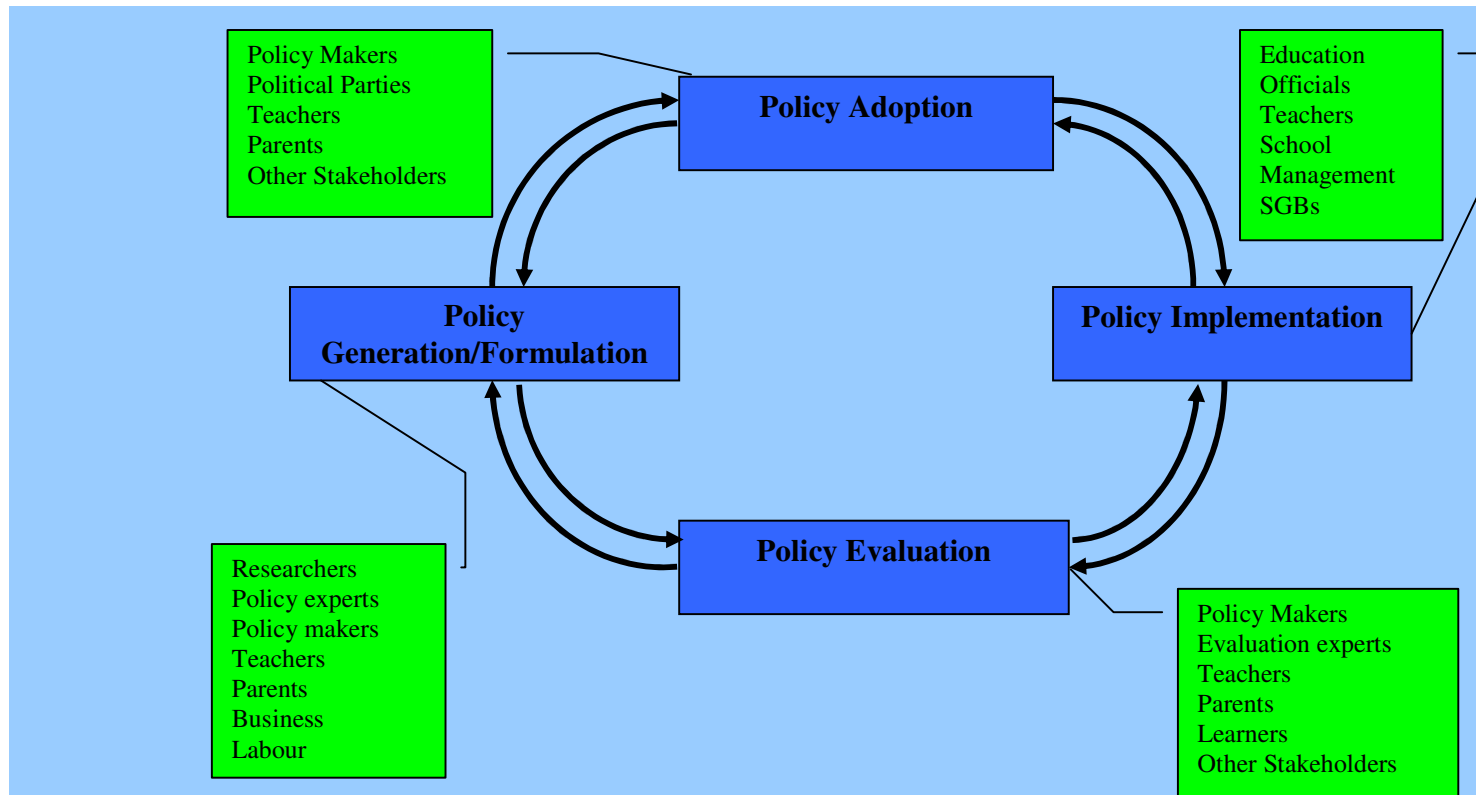 Policy Makers
Political Parties
Teachers
Parents
Other Stakeholders
Policy Adoption
Education
Officials
Teachers
School
Management
SGBs
Policy
Generation/Formulation
Policy Implementation
Policy Evaluation
Researchers
Policy experts
Policy makers
Teachers
Parents
Business
Labour
Policy Makers
Evaluation experts
Teachers
Parents
Learners
Other Stakeholders